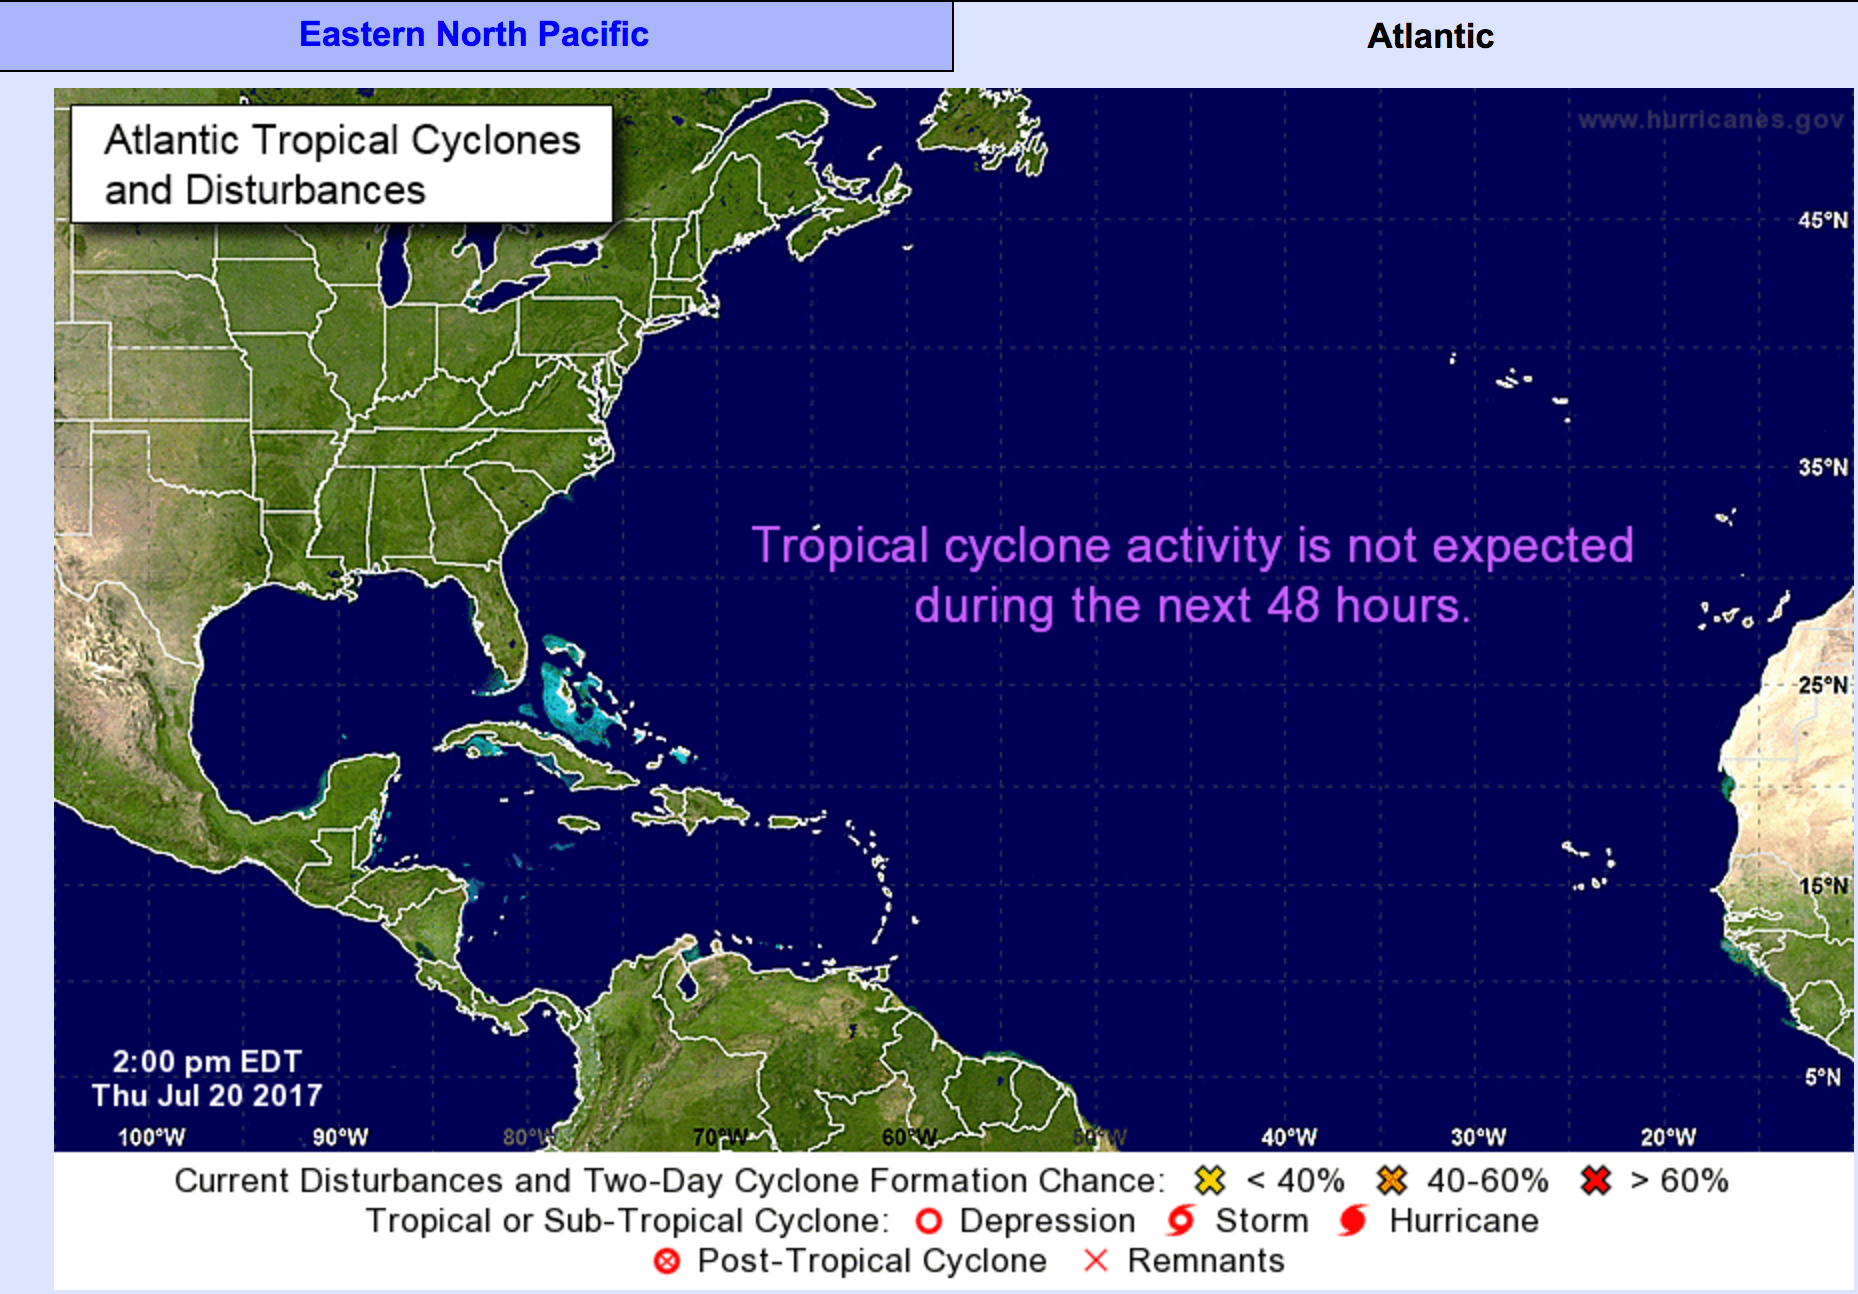 Eastern North Pacific
Atlantic
Atlantic Tropical Cyclones
and Disturbances
www.hurricanes.gov
45°N
35°N
Tropical cyclone activity is not expected
during the next 48 hours.
25°N
15°N
2:00 pm EDT
Thu Jul 20 2017
5°N
100°W 90°W 80°W 70°W 60°W 50°W 40°W 30°W 20°W
Current Disturbances and Two-Day Cyclone Formation Chance: < 40% 40-60% > 60%
Tropical or Sub-Tropical Cyclone: Depression Storm Hurricane
Post-Tropical Cyclone Remnants